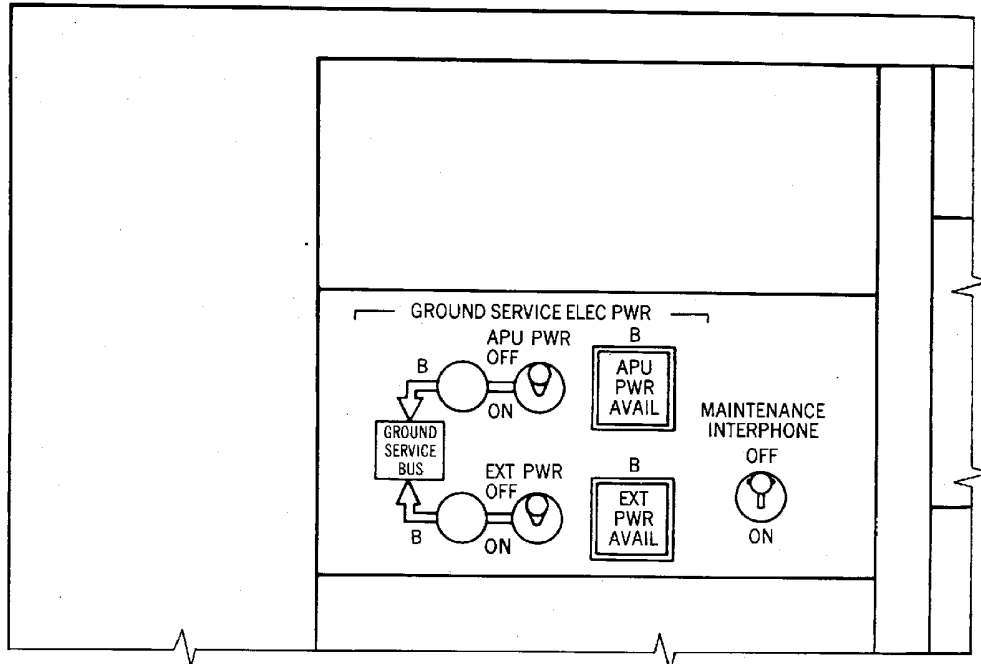 GROUND SERVICE ELEC PWR
APU PWR
OFF
B
ON
B
APU
PWR
AVAIL
GROUND
SERVICE
BUS
EXT PWR
OFF
B
ON
B
EXT
PWR
AVAIL
MAINTENANCE
INTERPHONE
OFF
ON